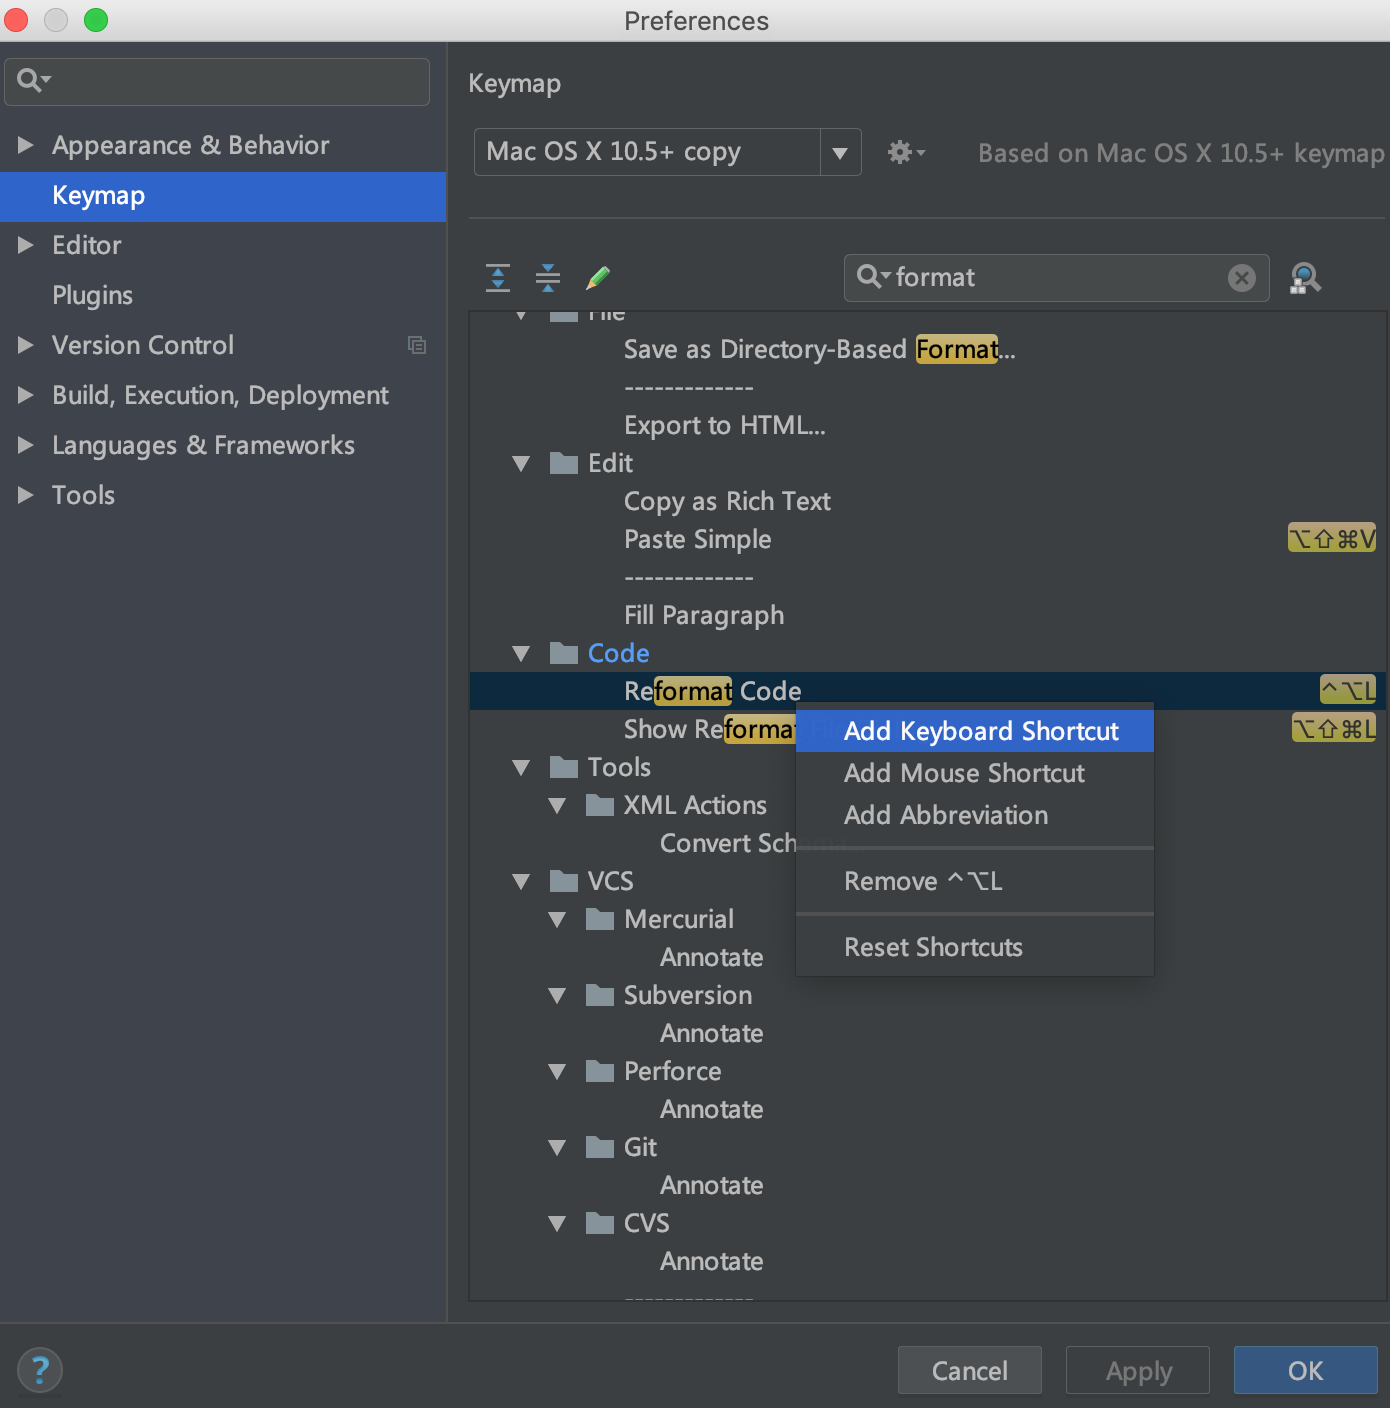 Preferences
Appearance & Behavior
Keymap
Editor
Plugins
Version Control
Build, Execution, Deployment
Languages & Frameworks
Tools
Keymap
Mac OS X 10.5+ copy
Based on Mac OS X 10.5+ keymap
format
File
Save as Directory-Based Format...
-------------
Export to HTML...
Edit
Copy as Rich Text
Paste Simple ⌥⇧⌘V
-------------
Fill Paragraph
Code
Reformat Code ^⌥L
Show Reformat ⌥⇧⌘L
Add Keyboard Shortcut
Add Mouse Shortcut
Add Abbreviation
Remove ^⌥L
Reset Shortcuts
Tools
XML Actions
Convert Schema...
VCS
Mercurial
Annotate
Subversion
Annotate
Perforce
Annotate
Git
Annotate
CVS
Annotate
-------------
?
Cancel
Apply
OK